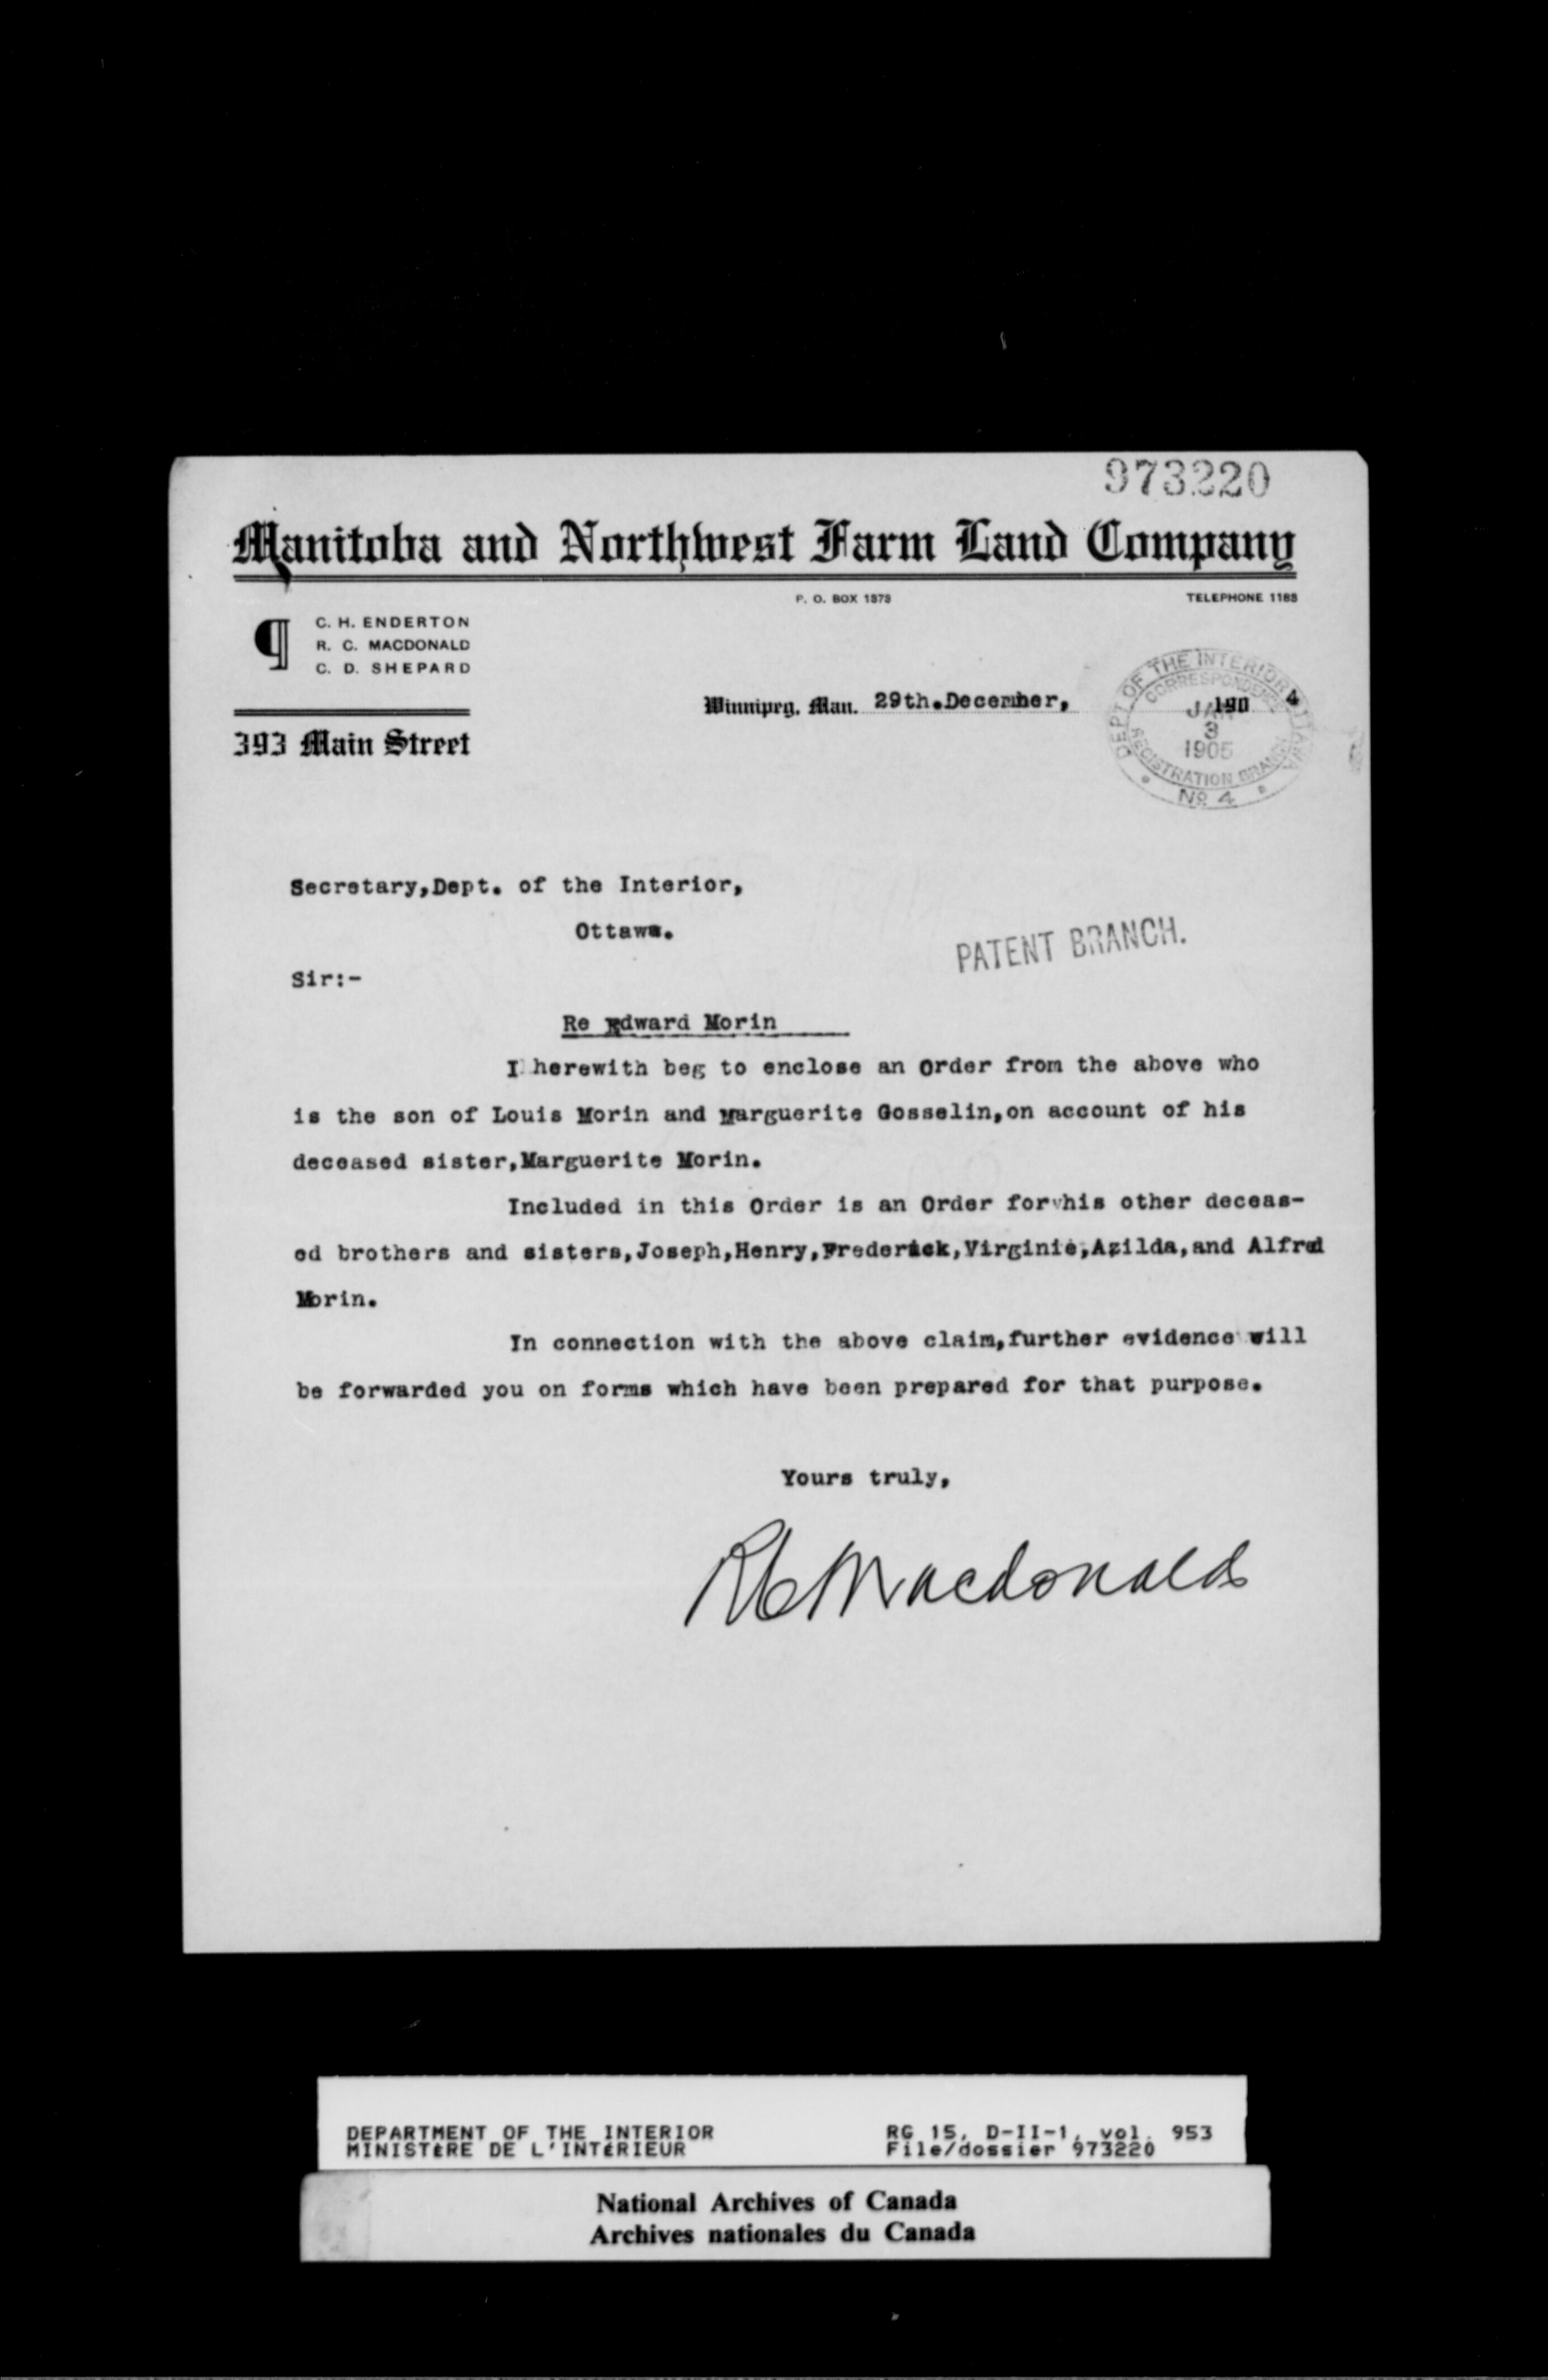 973220
Manitoba and Northwest Farm Land Company
P. O. BOX 1373
TELEPHONE 1188
¶ C. H. ENDERTON
R. C. MACDONALD
C. D. SHEPARD
Winnipeg, Man. 29th.December, 190 4
393 Main Street
DEPT OF THE INTERIOR OTTAWA
CORRESPONDENCE
JAN
3
1905
REGISTRATION BRANCH
No 4
Secretary,Dept. of the Interior,
Ottawa.
PATENT BRANCH.
Sir:-
Re Edward Morin
I herewith beg to enclose an Order from the above who
is the son of Louis Morin and Marguerite Gosselin,on account of his
deceased sister,Marguerite Morin.
Included in this Order is an Order for his other deceas-
ed brothers and sisters,Joseph,Henry,Frederick,Virginie,Azilda,and Alfred
Morin.
In connection with the above claim,further evidence will
be forwarded you on forms which have been prepared for that purpose.
Yours truly,
RC Macdonald
DEPARTMENT OF THE INTERIOR
MINISTÈRE DE L'INTÉRIEUR
RG 15, D-II-1, vol. 953
File/dossier 973220
National Archives of Canada
Archives nationales du Canada